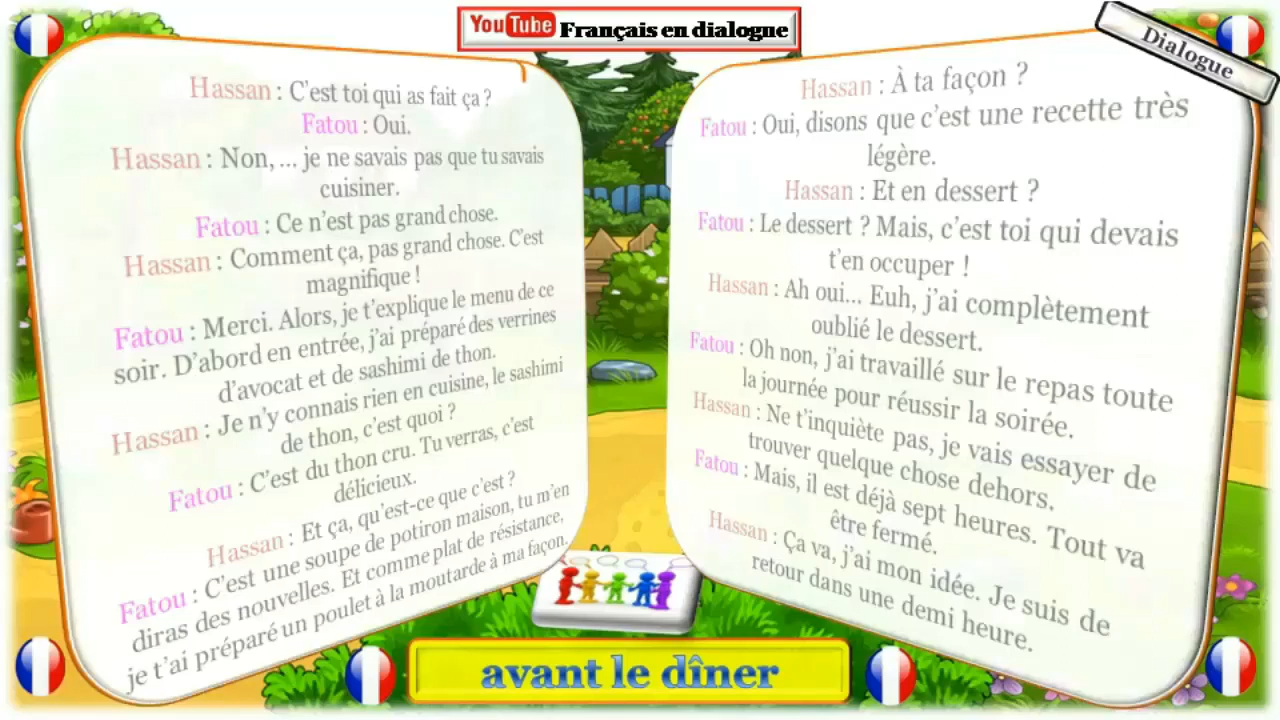 YouTube Français en dialogue
Dialogue
Hassan : C'est toi qui as fait ça ?
Fatou : Oui.
Hassan : Non, ... je ne savais pas que tu savais
cuisiner.
Fatou : Ce n'est pas grand chose.
Hassan : Comment ça, pas grand chose. C'est
magnifique !
Fatou : Merci. Alors, je t'explique le menu de ce
soir. D'abord en entrée, j'ai préparé des verrines
d'avocat et de sashimi de thon.
Hassan : Je n'y connais rien en cuisine, le sashimi
de thon, c'est quoi ?
Fatou : C'est du thon cru. Tu verras, c'est
délicieux.
Hassan : Et ça, qu'est-ce que c'est ?
Fatou : C'est une soupe de potiron maison, tu m'en
diras des nouvelles. Et comme plat de résistance,
je t'ai préparé un poulet à la moutarde à ma façon.
Hassan : À ta façon ?
Fatou : Oui, disons que c'est une recette très
légère.
Hassan : Et en dessert ?
Fatou : Le dessert ? Mais, c'est toi qui devais
t'en occuper !
Hassan : Ah oui... Euh, j'ai complètement
oublié le dessert.
Fatou : Oh non, j'ai travaillé sur le repas toute
la journée pour réussir la soirée.
Hassan : Ne t'inquiète pas, je vais essayer de
trouver quelque chose dehors.
Fatou : Mais, il est déjà sept heures. Tout va
être fermé.
Hassan : Ça va, j'ai mon idée. Je suis de
retour dans une demi heure.
avant le dîner